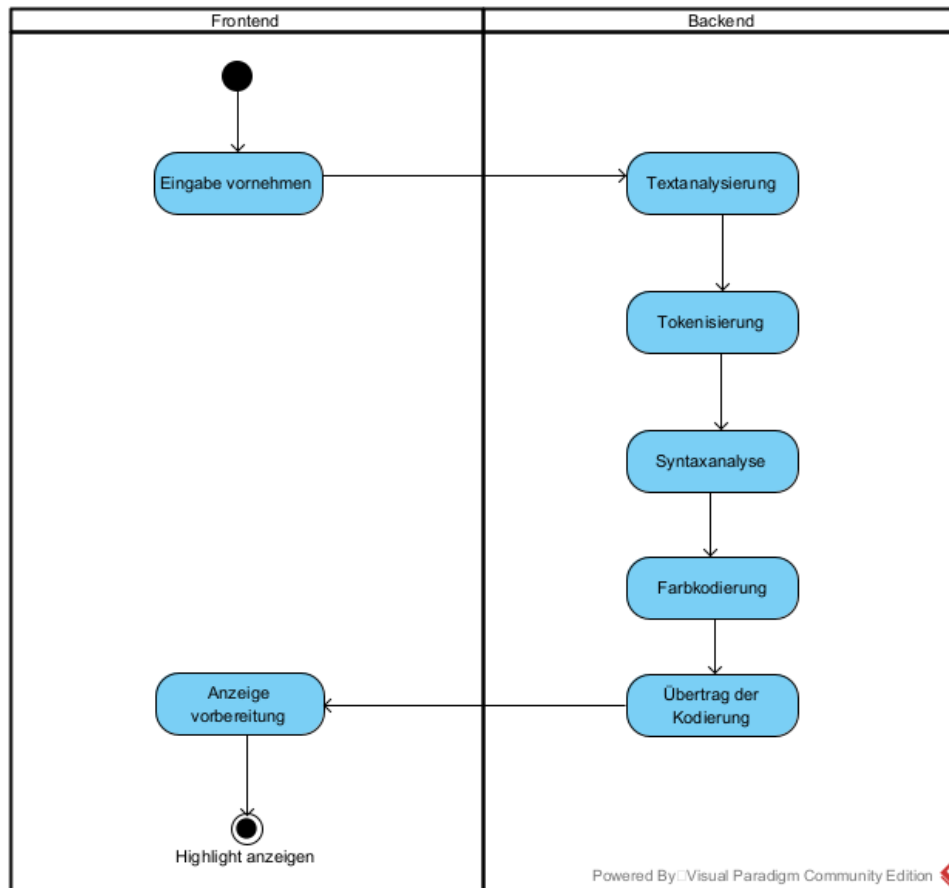 Frontend
Backend
Eingabe vornehmen
Textanalysierung
Tokenisierung
Syntaxanalyse
Farbkodierung
Übertrag der
Kodierung
Anzeige
vorbereitung
Highlight anzeigen
Powered By Visual Paradigm Community Edition